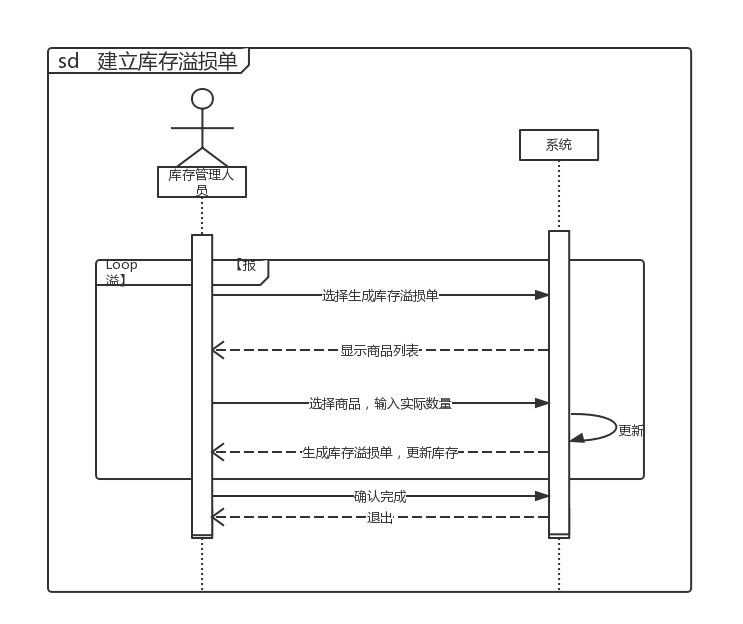 sd 建立库存溢损单
系统
库存管理人
员
Loop 【报
溢】
选择生成库存溢损单
显示商品列表
选择商品，输入实际数量
更新
生成库存溢损单，更新库存
确认完成
退出